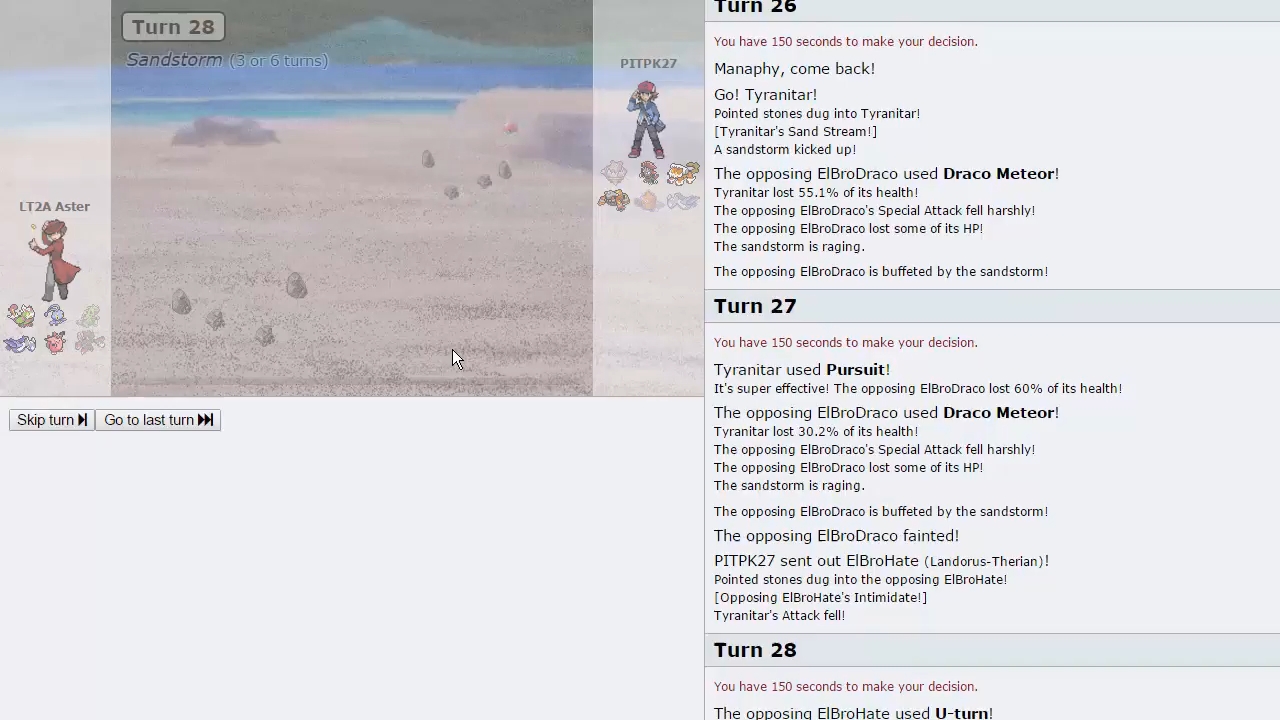 Turn 28
Sandstorm (3 or 6 turns)
PITPK27
LT2A Aster
Skip turn
Go to last turn
Turn 26
You have 150 seconds to make your decision.
Manaphy, come back!
Go! Tyranitar!
Pointed stones dug into Tyranitar!
[Tyranitar's Sand Stream!]
A sandstorm kicked up!
The opposing ElBroDraco used Draco Meteor!
Tyranitar lost 55.1% of its health!
The opposing ElBroDraco's Special Attack fell harshly!
The opposing ElBroDraco lost some of its HP!
The sandstorm is raging.
The opposing ElBroDraco is buffeted by the sandstorm!
Turn 27
You have 150 seconds to make your decision.
Tyranitar used Pursuit!
It's super effective! The opposing ElBroDraco lost 60% of its health!
The opposing ElBroDraco used Draco Meteor!
Tyranitar lost 30.2% of its health!
The opposing ElBroDraco's Special Attack fell harshly!
The opposing ElBroDraco lost some of its HP!
The sandstorm is raging.
The opposing ElBroDraco is buffeted by the sandstorm!
The opposing ElBroDraco fainted!
PITPK27 sent out ElBroHate (Landorus-Therian)!
Pointed stones dug into the opposing ElBroHate!
[Opposing ElBroHate's Intimidate!]
Tyranitar's Attack fell!
Turn 28
You have 150 seconds to make your decision.
The opposing ElBroHate used U-turn!